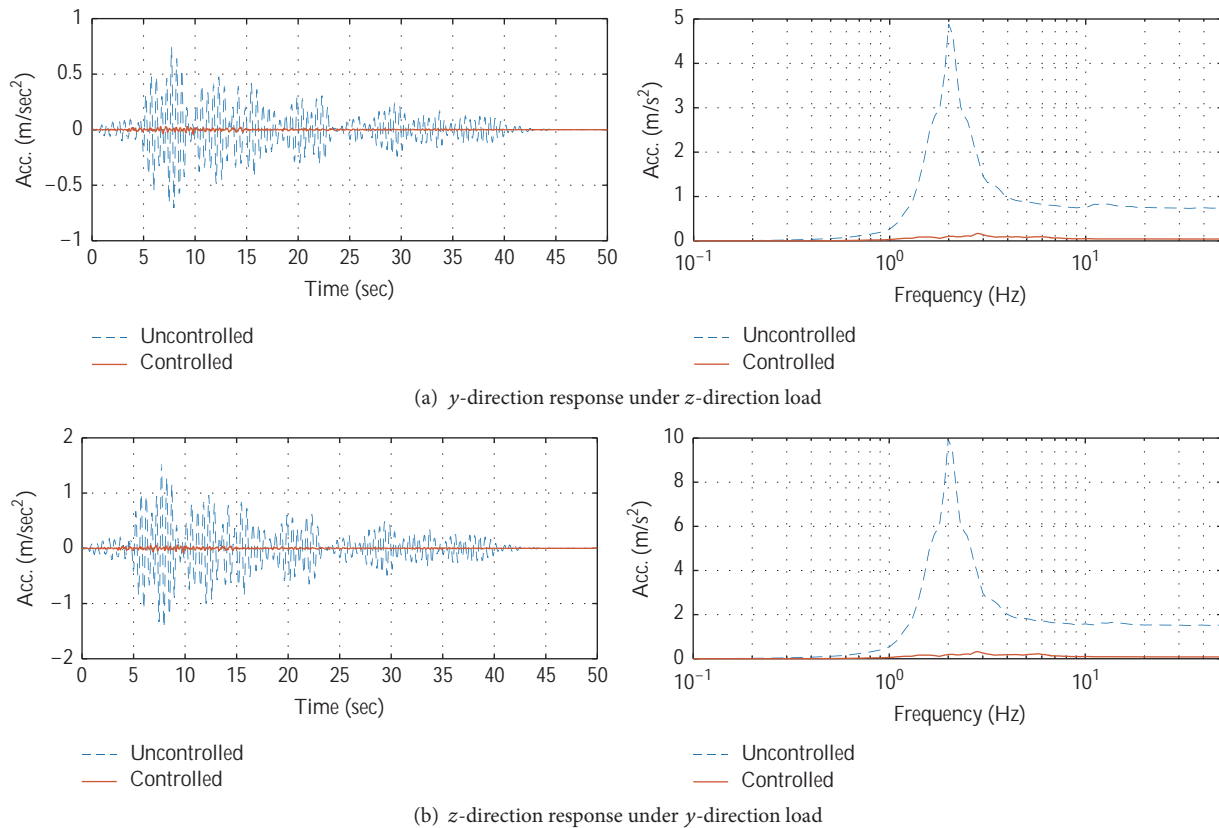 1
0.5
0
−0.5
−1
Acc. (m/sec²)
0 5 10 15 20 25 30 35 40 45 50
Time (sec)
Uncontrolled
Controlled
5
4
3
2
1
0
Acc. (m/s²)
10⁻¹ 10⁰ 10¹
Frequency (Hz)
Uncontrolled
Controlled
(a) y-direction response under z-direction load
2
1
0
−1
−2
Acc. (m/sec²)
0 5 10 15 20 25 30 35 40 45 50
Time (sec)
Uncontrolled
Controlled
10
8
6
4
2
0
Acc. (m/s²)
10⁻¹ 10⁰ 10¹
Frequency (Hz)
Uncontrolled
Controlled
(b) z-direction response under y-direction load